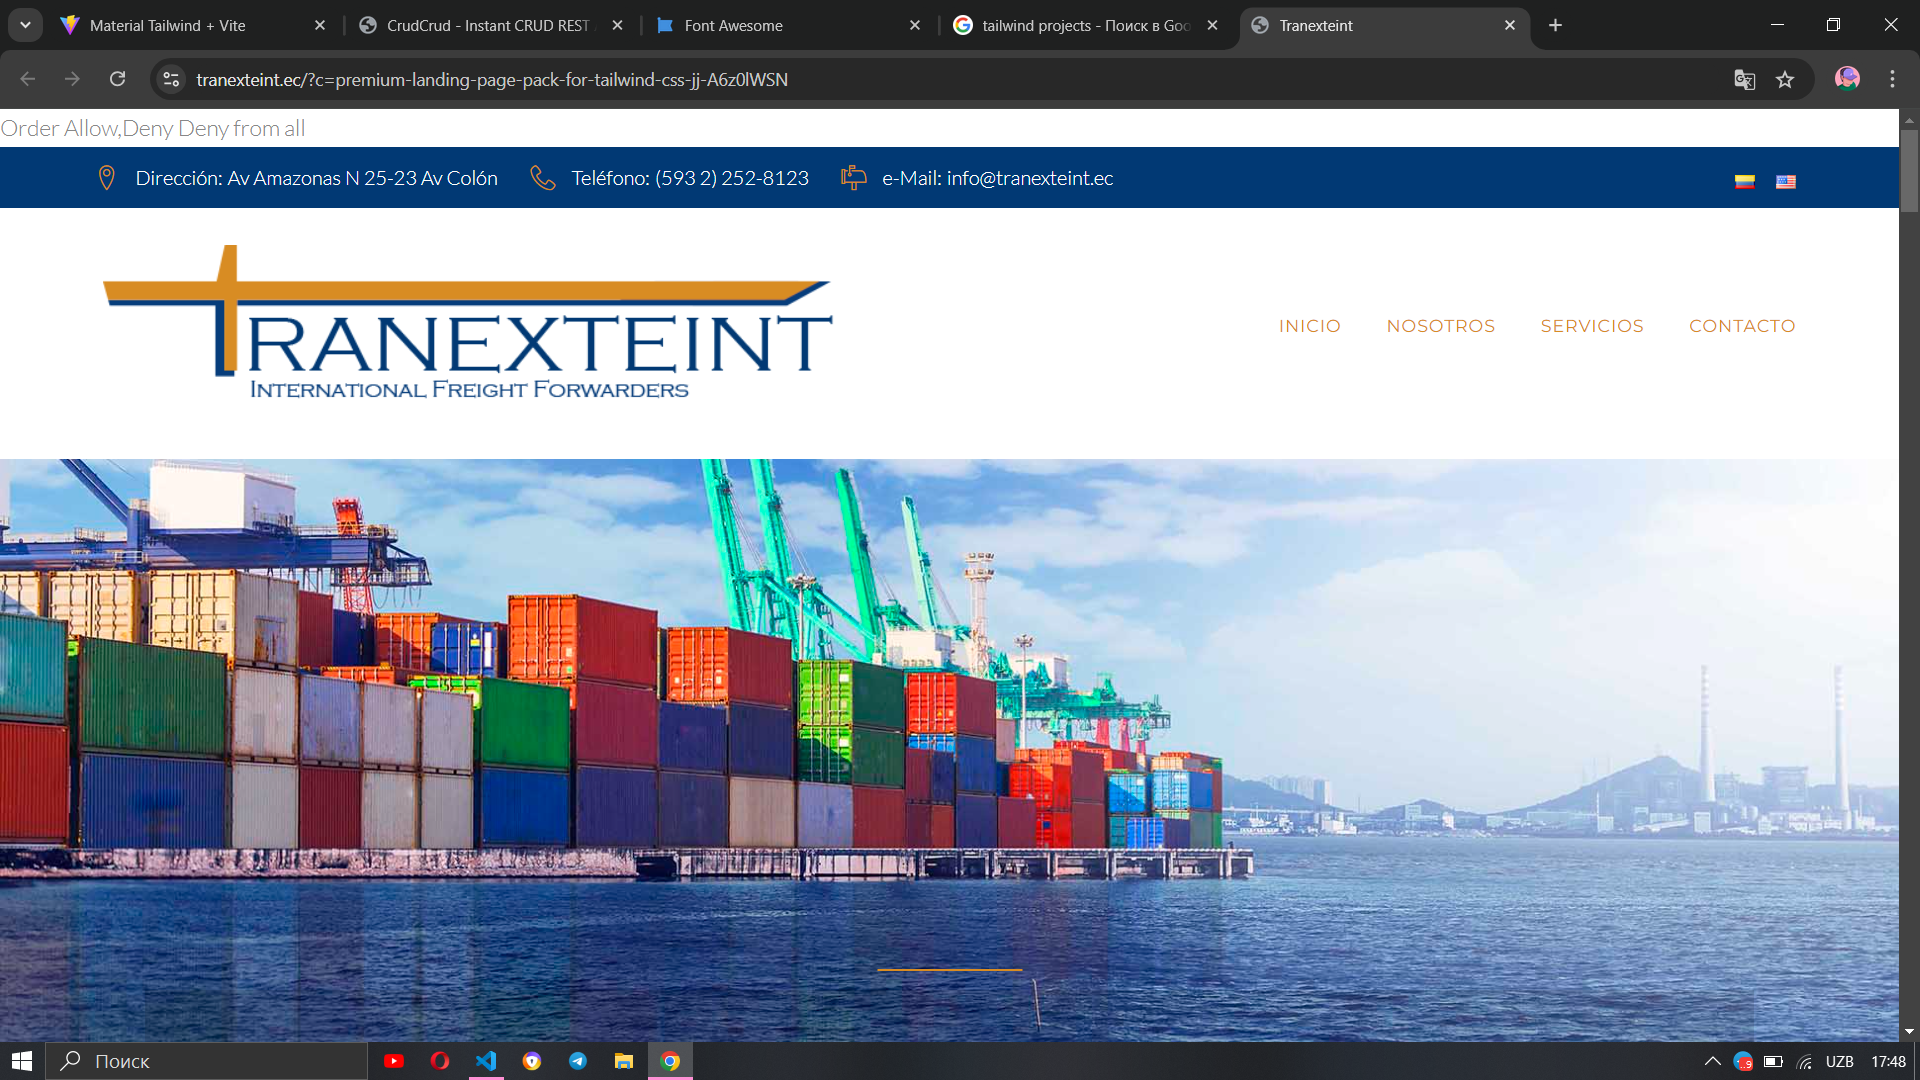 Material Tailwind + Vite
CrudCrud - Instant CRUD REST
Font Awesome
tailwind projects - Поиск в Goo
Tranexteint
tranexteint.ec/?c=premium-landing-page-pack-for-tailwind-css-jj-A6z0lWSN
Order Allow,Deny Deny from all
Dirección: Av Amazonas N 25-23 Av Colón
Teléfono: (593 2) 252-8123
e-Mail: info@tranexteint.ec
TRANEXTEINT
INTERNATIONAL FREIGHT FORWARDERS
INICIO
NOSOTROS
SERVICIOS
CONTACTO
Поиск
9
UZB
17:48